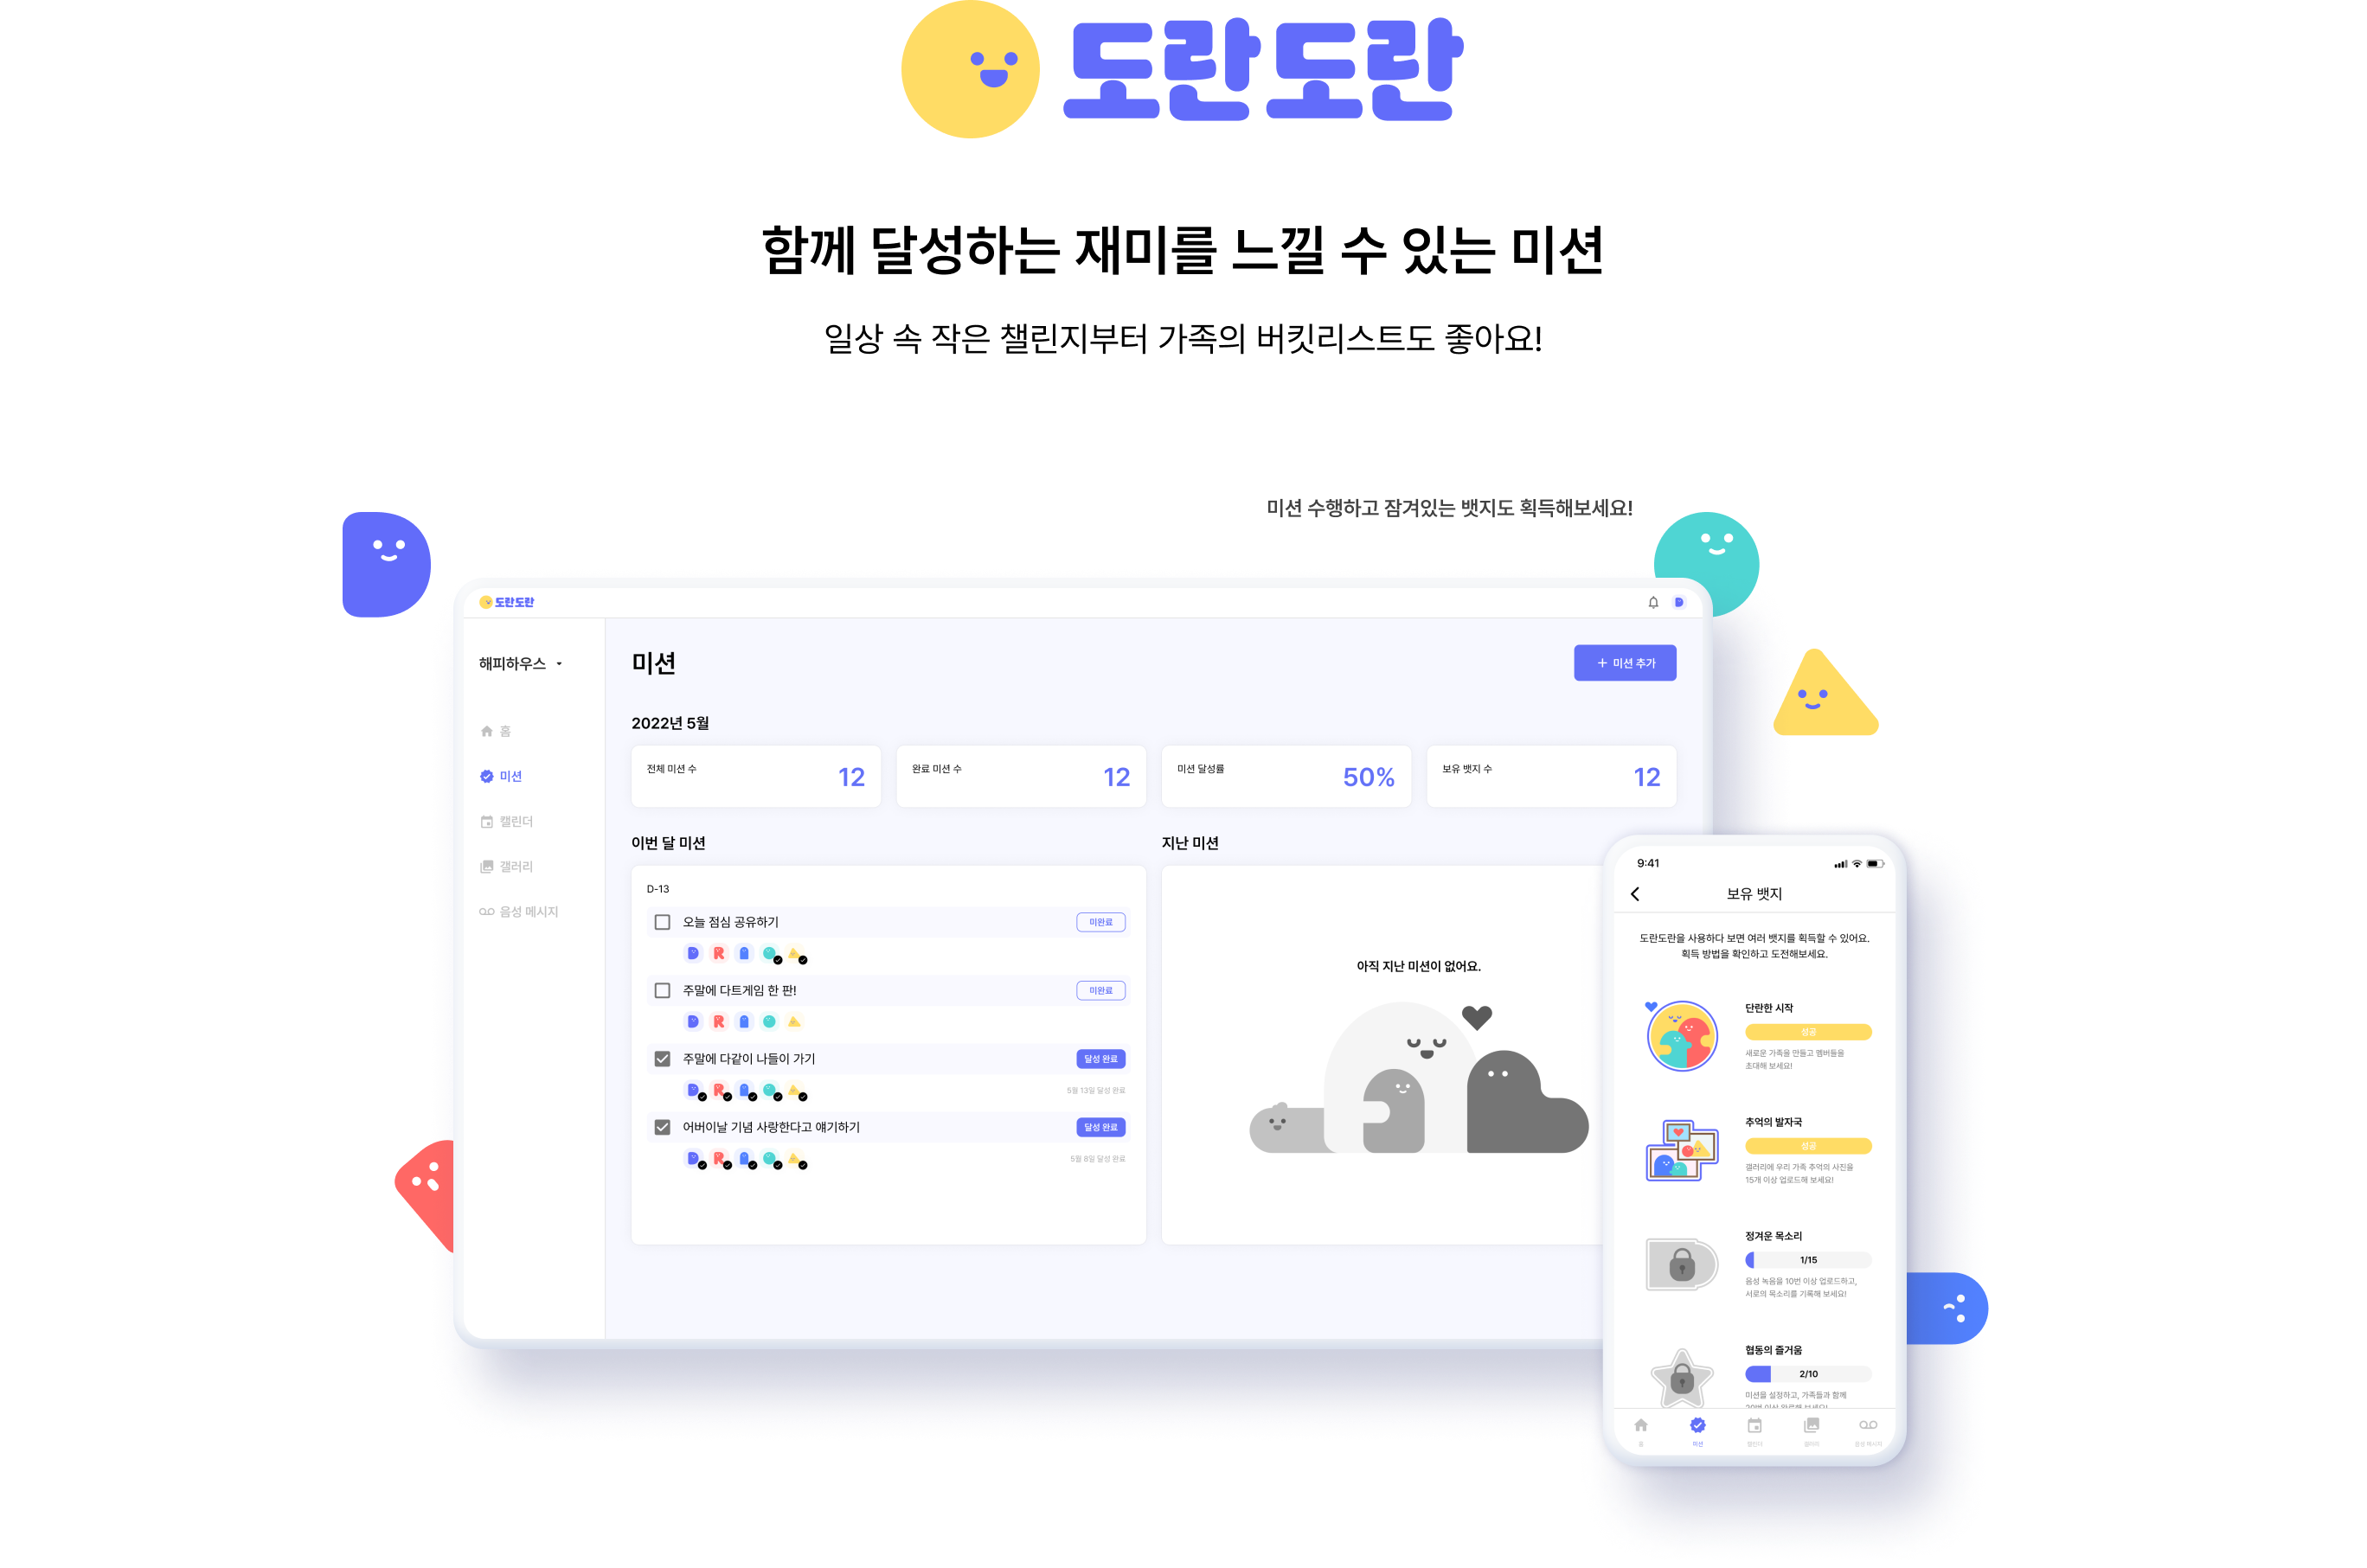 도란도란
함께 달성하는 재미를 느낄 수 있는 미션
일상 속 작은 챌린지부터 가족의 버킷리스트도 좋아요!
미션 수행하고 잠겨있는 뱃지도 획득해보세요!
도란도란
해피하우스
홈
미션
캘린더
갤러리
음성 메시지
미션
+ 미션 추가
2022년 5월
전체 미션 수 12
완료 미션 수 12
미션 달성률 50%
보유 뱃지 수 12
이번 달 미션
D-13
오늘 점심 공유하기 미완료
주말에 다트게임 한 판! 미완료
주말에 다같이 나들이 가기 달성 완료
5월 13일 달성 완료
어버이날 기념 사랑한다고 얘기하기 달성 완료
5월 8일 달성 완료
지난 미션
아직 지난 미션이 없어요.
9:41
보유 뱃지
도란도란을 사용하다 보면 여러 뱃지를 획득할 수 있어요.
획득 방법을 확인하고 도전해보세요.
단란한 시작
성공
새로운 가족을 만들고 멤버들을
초대해 보세요!
추억의 발자국
성공
갤러리에 우리 가족 추억의 사진을
15개 이상 업로드해 보세요!
정겨운 목소리
1/15
음성 녹음을 10번 이상 업로드하고,
서로의 목소리를 기록해 보세요!
협동의 즐거움
2/10
미션을 설정하고, 가족들과 함께
홈
미션
캘린더
갤러리
음성 메시지